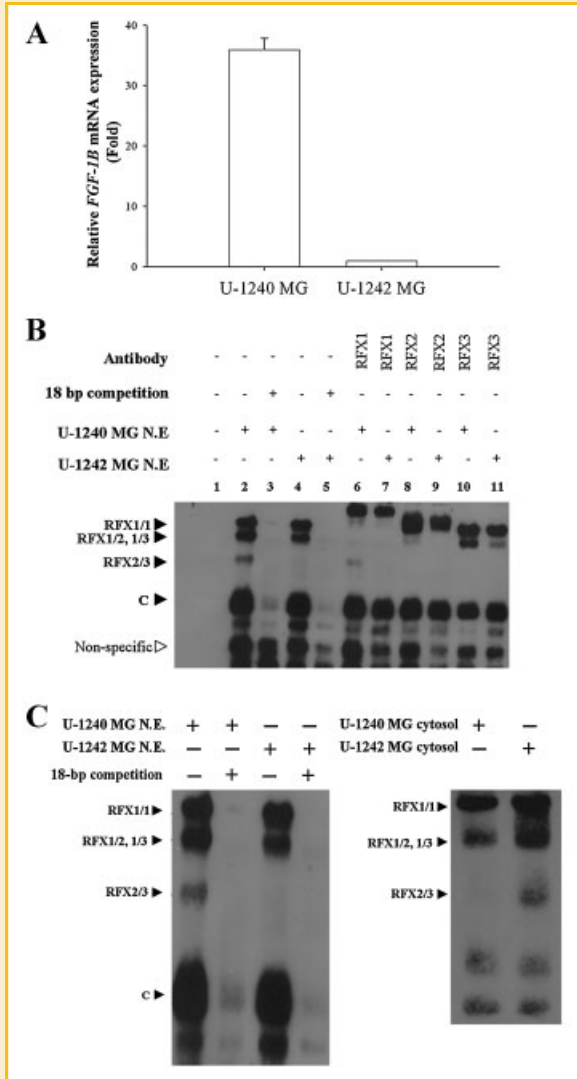 A
Relative FGF-1B mRNA expression
(Fold)
40
30
20
10
0
U-1240 MG
U-1242 MG
B
Antibody - - - - - RFX1 RFX1 RFX2 RFX2 RFX3 RFX3
18 bp competition - - + - + - - - - - -
U-1240 MG N.E - + + - - + - + - + -
U-1242 MG N.E - - - + + - + - + - +
1 2 3 4 5 6 7 8 9 10 11
RFX1/1
RFX1/2, 1/3
RFX2/3
C
Non-specific
C
U-1240 MG N.E. + + — —
U-1242 MG N.E. — — + +
18-bp competition — + — +
RFX1/1
RFX1/2, 1/3
RFX2/3
C
U-1240 MG cytosol + —
U-1242 MG cytosol — +
RFX1/1
RFX1/2, 1/3
RFX2/3